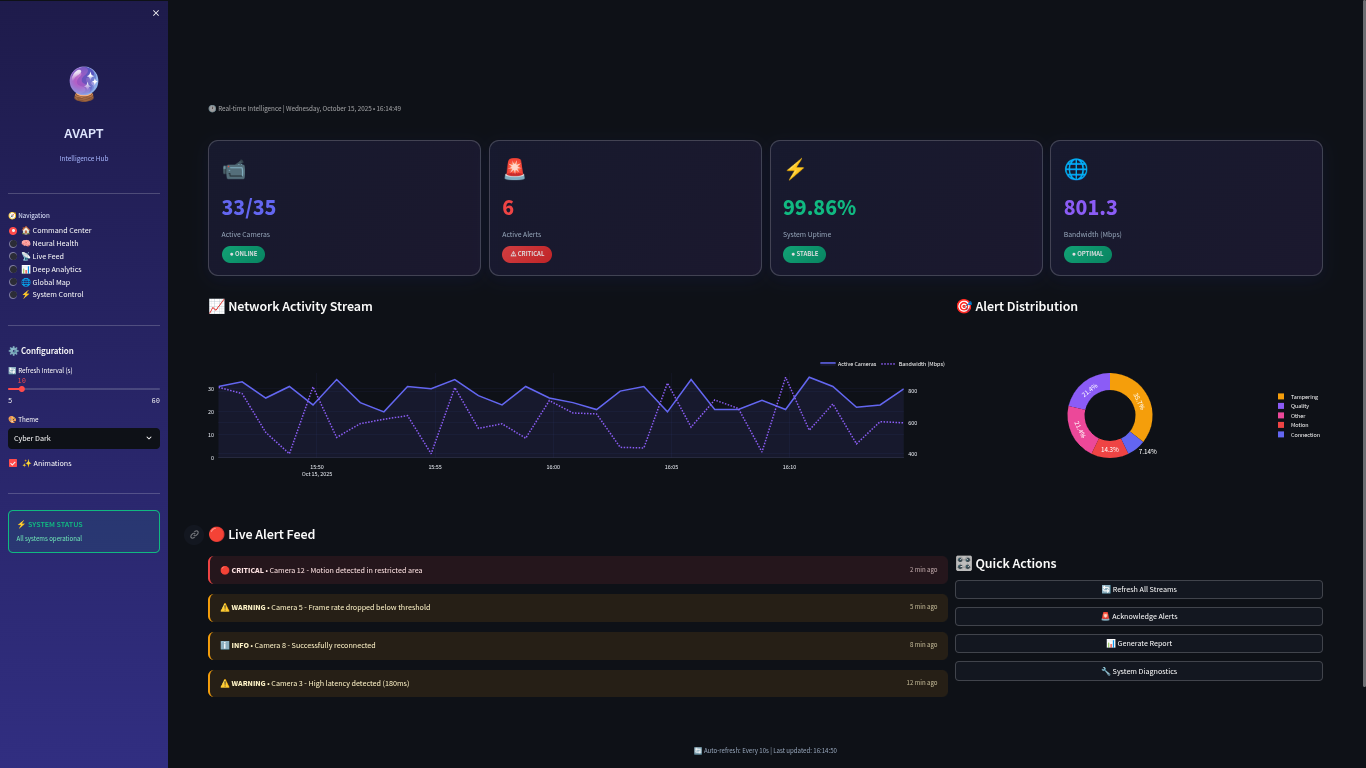 ×
AVAPT
Intelligence Hub
🧭 Navigation
🏠 Command Center
🧠 Neural Health
📡 Live Feed
📊 Deep Analytics
🌐 Global Map
⚡ System Control
⚙️ Configuration
🔄 Refresh Interval (s)
10
5 60
🎨 Theme
Cyber Dark
✨ Animations
⚡ SYSTEM STATUS
All systems operational
🕐 Real-time Intelligence | Wednesday, October 15, 2025 • 16:14:49
33/35
Active Cameras
● ONLINE
6
Active Alerts
⚠ CRITICAL
99.86%
System Uptime
● STABLE
801.3
Bandwidth (Mbps)
● OPTIMAL
📈 Network Activity Stream
Active Cameras Bandwidth (Mbps)
30 800
20 600
10
0 400
15:50 15:55 16:00 16:05 16:10
Oct 15, 2025
🎯 Alert Distribution
35.7%
21.4%
21.4%
14.3%
7.14%
Tampering
Quality
Other
Motion
Connection
🔴 Live Alert Feed
🔴 CRITICAL • Camera 12 - Motion detected in restricted area 2 min ago
⚠️ WARNING • Camera 5 - Frame rate dropped below threshold 5 min ago
ℹ️ INFO • Camera 8 - Successfully reconnected 8 min ago
⚠️ WARNING • Camera 3 - High latency detected (180ms) 12 min ago
🎛️ Quick Actions
🔄 Refresh All Streams
🚨 Acknowledge Alerts
📊 Generate Report
🔧 System Diagnostics
🔄 Auto-refresh: Every 10s | Last updated: 16:14:50